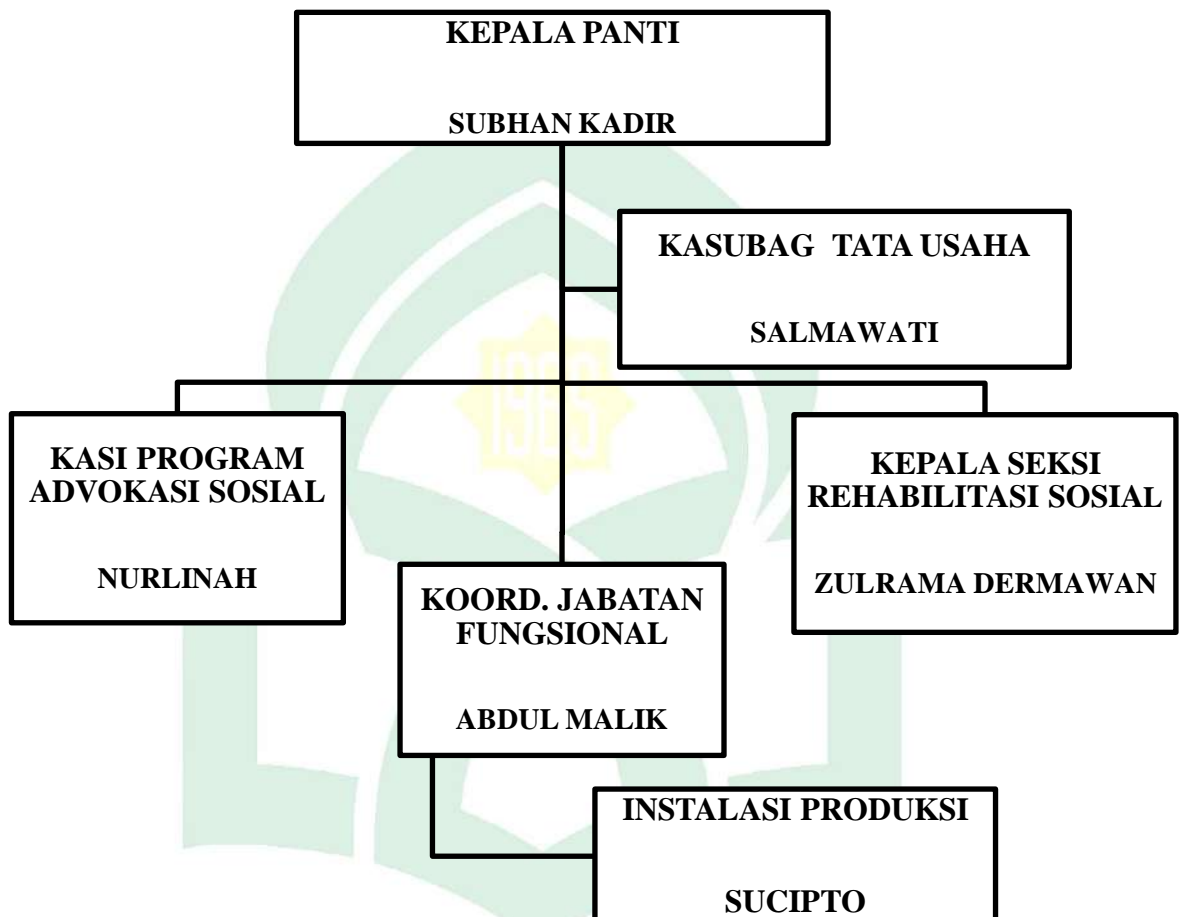 KEPALA PANTI
SUBHAN KADIR
KASUBAG TATA USAHA
SALMAWATI
1965
KASI PROGRAM
ADVOKASI SOSIAL
NURLINAH
KEPALA SEKSI
REHABILITASI SOSIAL
ZULRAMA DERMAWAN
KOORD. JABATAN
FUNGSIONAL
ABDUL MALIK
INSTALASI PRODUKSI
SUCIPTO